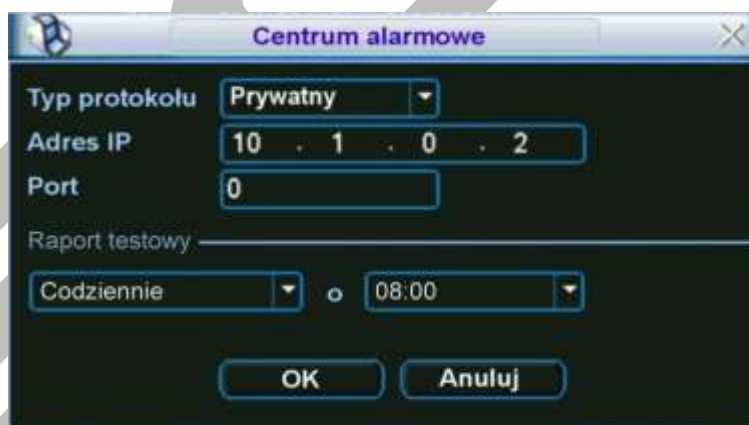 Centrum alarmowe
Typ protokołu Prywatny
Adres IP 10 . 1 . 0 . 2
Port 0
Raport testowy
Codziennie o 08:00
OK Anuluj